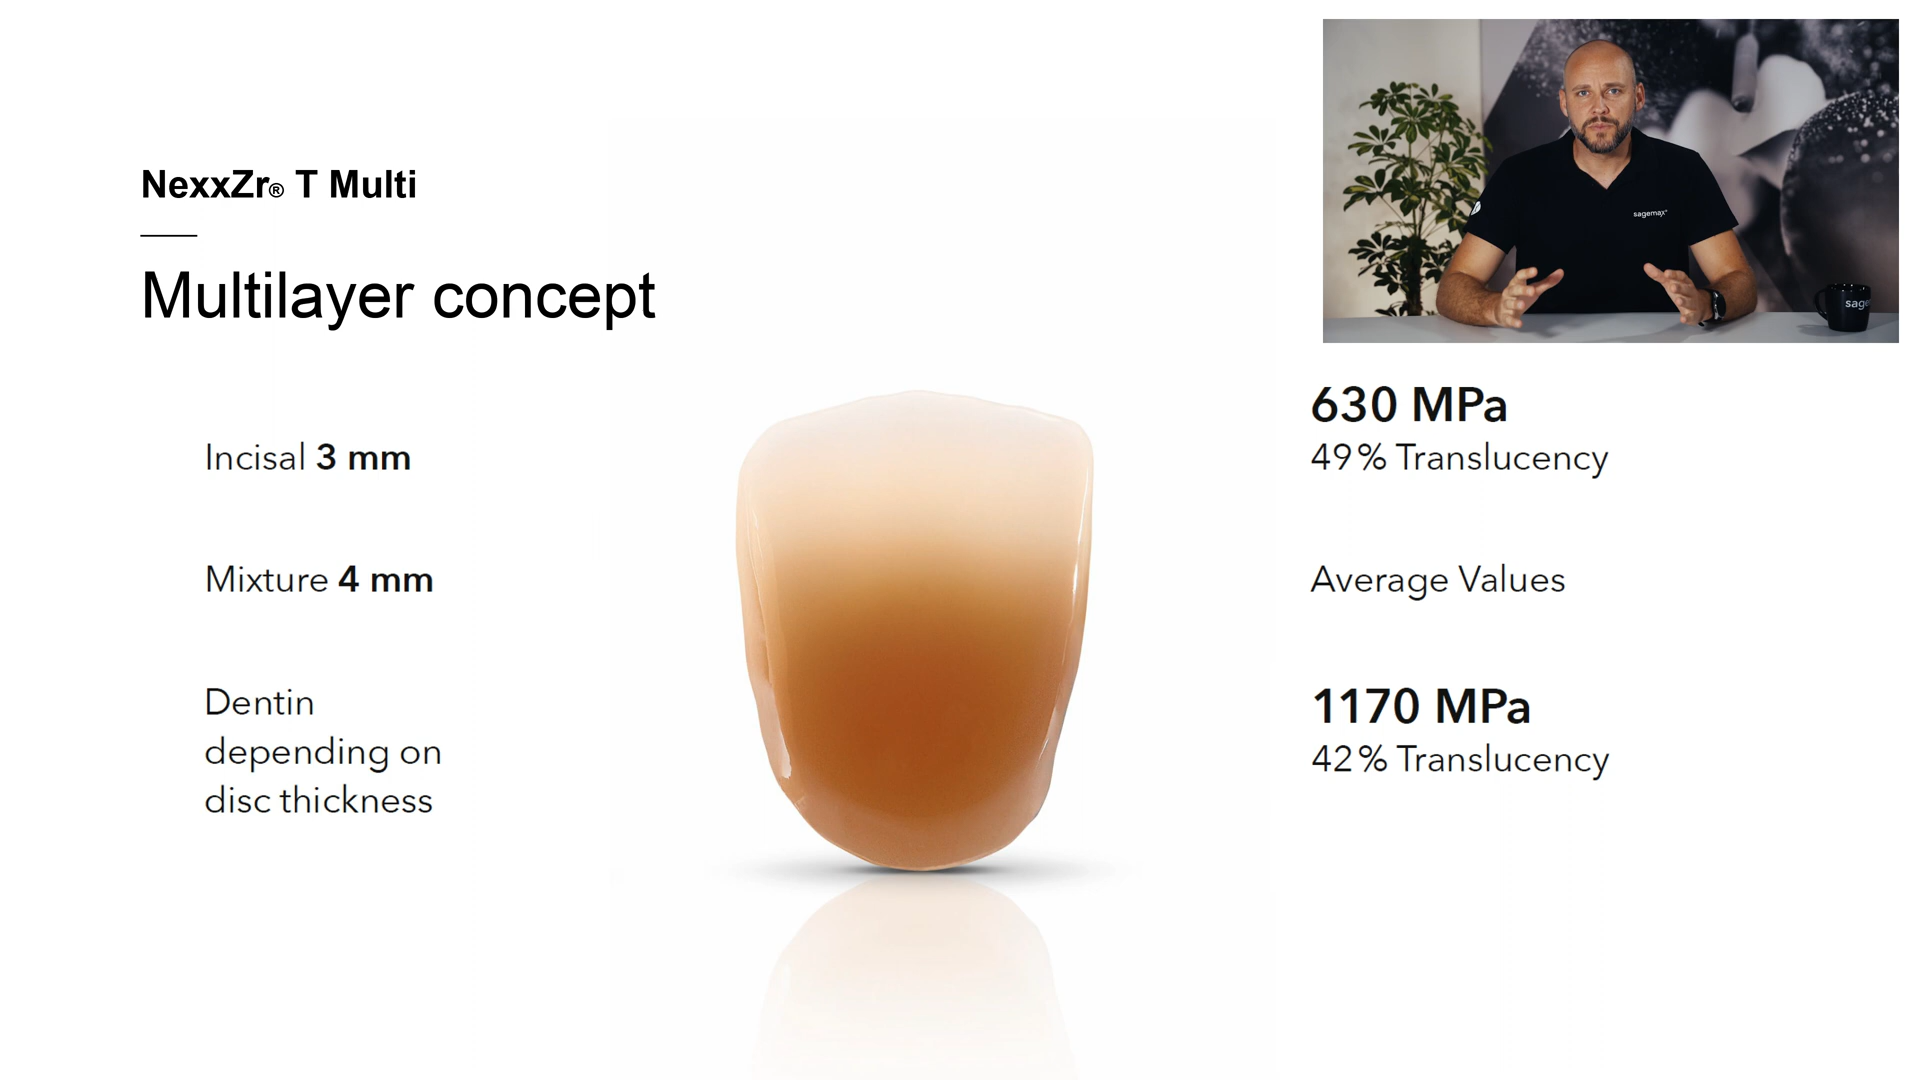 NexxZr® T Multi
Multilayer concept
Incisal 3 mm
Mixture 4 mm
Dentin
depending on
disc thickness
sagemax®
630 MPa
49% Translucency
Average Values
1170 MPa
42% Translucency